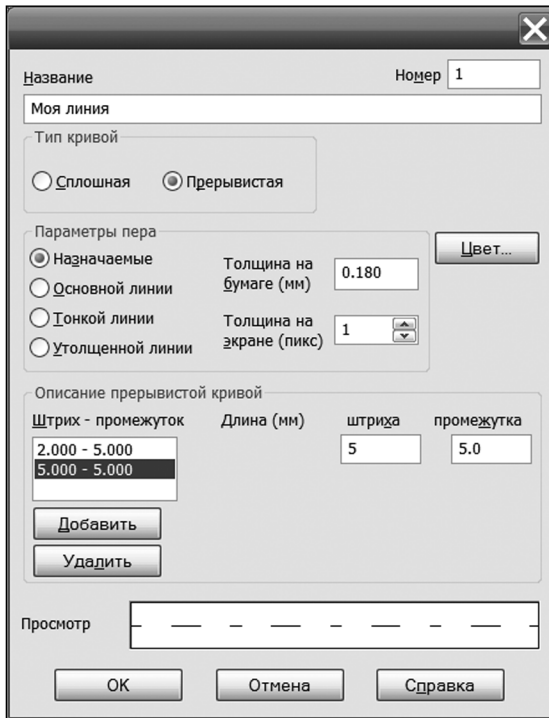 Название
Номер 1
Моя линия
Тип кривой
Сплошная Прерывистая
Параметры пера
Назначаемые
Основной линии
Тонкой линии
Утолщенной линии
Толщина на
бумаге (мм)
0.180
Толщина на
экране (пикс)
1
Цвет...
Описание прерывистой кривой
Штрих - промежуток Длина (мм) штриха промежутка
2.000 - 5.000
5.000 - 5.000
5 5.0
Добавить
Удалить
Просмотр
OK Отмена Справка